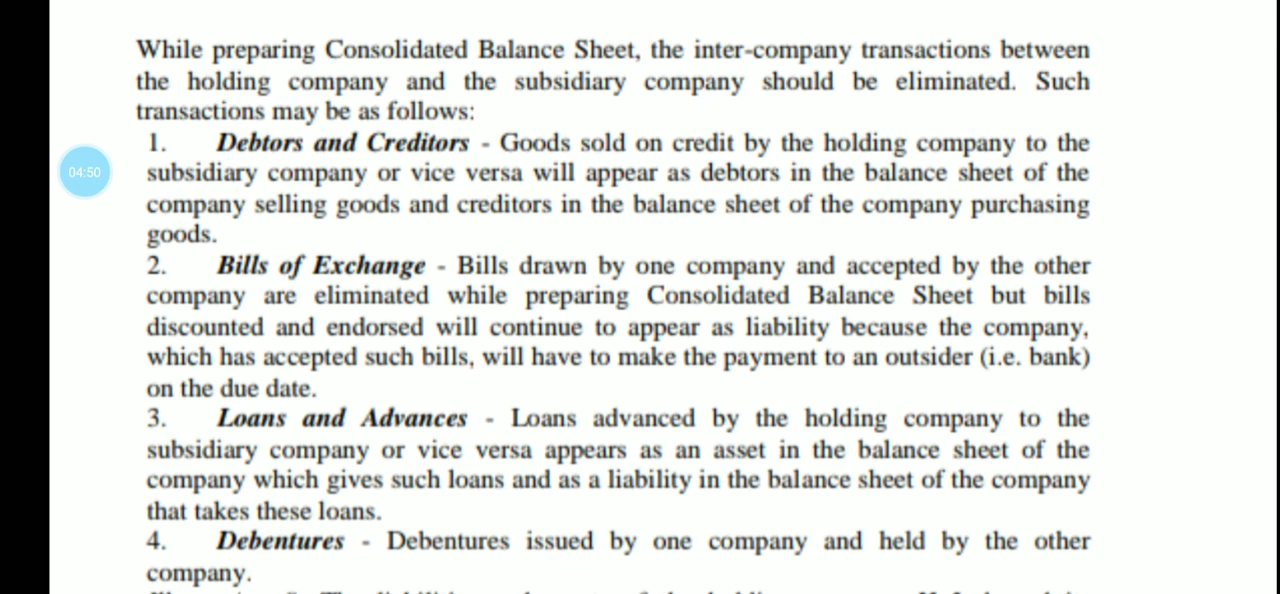 While preparing Consolidated Balance Sheet, the inter-company transactions between
the holding company and the subsidiary company should be eliminated. Such
transactions may be as follows:
1. Debtors and Creditors - Goods sold on credit by the holding company to the
04:50
subsidiary company or vice versa will appear as debtors in the balance sheet of the
company selling goods and creditors in the balance sheet of the company purchasing
goods.
2. Bills of Exchange - Bills drawn by one company and accepted by the other
company are eliminated while preparing Consolidated Balance Sheet but bills
discounted and endorsed will continue to appear as liability because the company,
which has accepted such bills, will have to make the payment to an outsider (i.e. bank)
on the due date.
3. Loans and Advances - Loans advanced by the holding company to the
subsidiary company or vice versa appears as an asset in the balance sheet of the
company which gives such loans and as a liability in the balance sheet of the company
that takes these loans.
4. Debentures - Debentures issued by one company and held by the other
company.